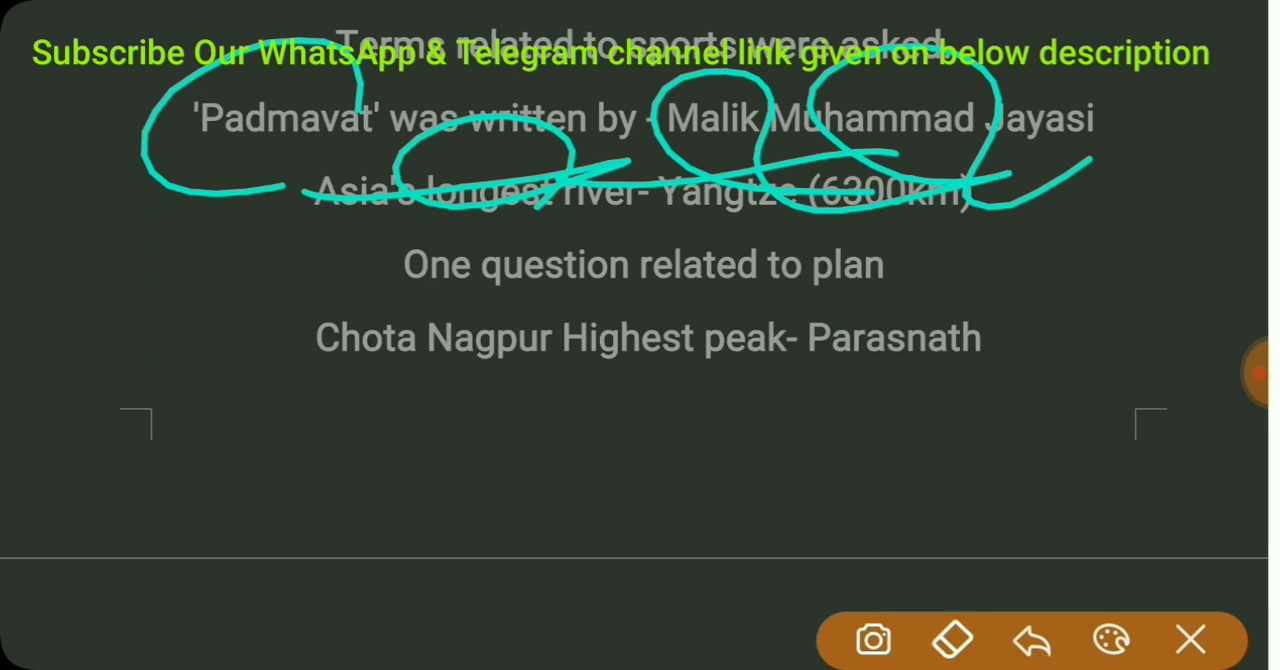 Terms related to sports were asked.
Subscribe Our WhatsApp & Telegram channel link given on below description
'Padmavat' was written by - Malik Muhammad Jayasi
Asia's longest river- Yangtze (6300km)
One question related to plan
Chota Nagpur Highest peak- Parasnath